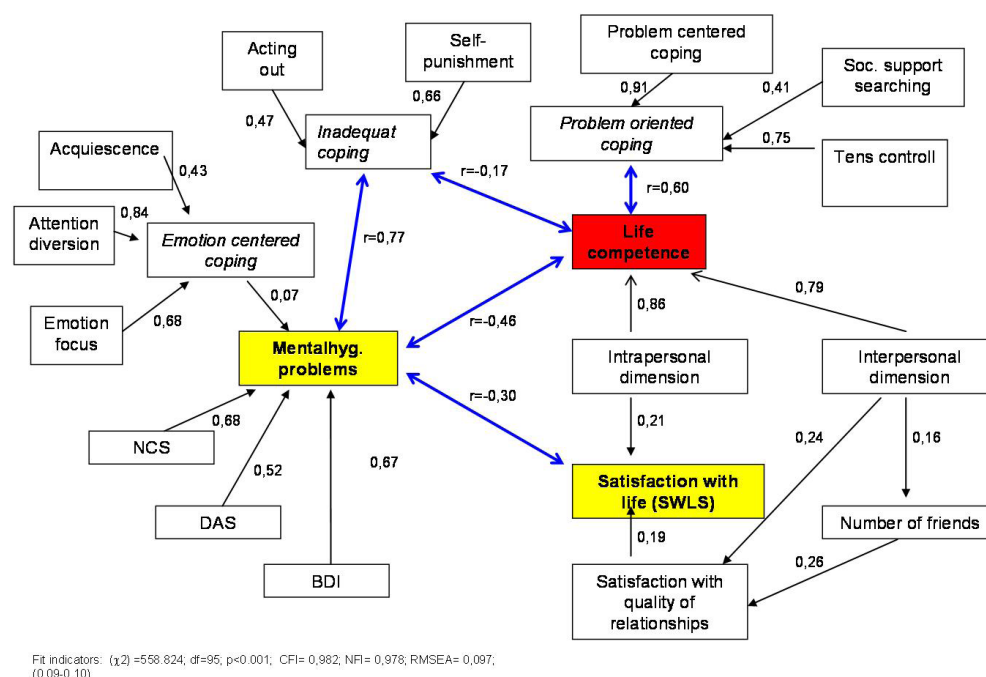 Problem centered
coping
Self-
punishment
Acting
out
Soc. support
searching
0,91
0,41
0,66
0,47
Inadequat
coping
Problem oriented
coping
0,75
Tens controll
Acquiescence
0,43
r=-0,17
r=0,60
Attention
diversion
0,84
Emotion centered
coping
r=0,77
Life
competence
0,07
0,79
0,86
Emotion
focus
0,68
r=-0,46
Mentalhyg.
problems
Intrapersonal
dimension
Interpersonal
dimension
r=-0,30
0,21
0,68
NCS
0,24
0,16
0,67
0,52
Satisfaction with
life (SWLS)
DAS
Number of friends
0,19
0,26
BDI
Satisfaction with
quality of
relationships
Fit indicators: (χ2) =558.824; df=95; p<0.001; CFI= 0,982; NFI= 0,978; RMSEA= 0,097;
(0,09-0,10)